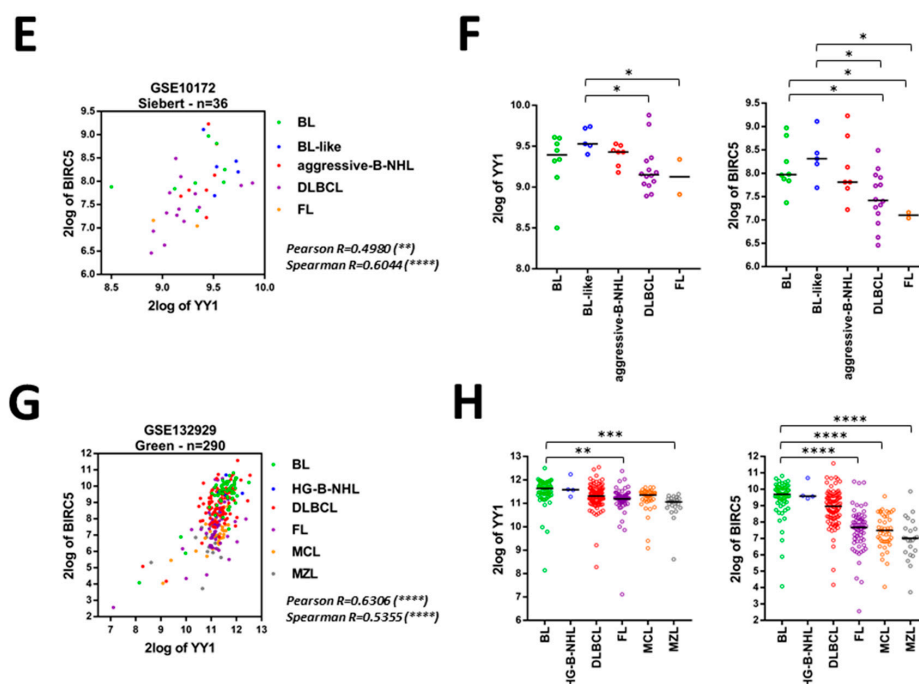 E
GSE10172
Siebert - n=36
2log of BIRC5
9.5
9.0
8.5
8.0
7.5
7.0
6.5
6.0
8.5 9.0 9.5 10.0
2log of YY1
BL
BL-like
aggressive-B-NHL
DLBCL
FL
Pearson R=0.4980 (**)
Spearman R=0.6044 (****)
F
2log of YY1
10.0
9.5
9.0
8.5
8.0
*
*
BL
BL-like
aggressive-B-NHL
DLBCL
FL
2log of BIRC5
9.5
9.0
8.5
8.0
7.5
7.0
6.5
6.0
*
*
*
*
BL
BL-like
aggressive-B-NHL
DLBCL
FL
G
GSE132929
Green - n=290
2log of BIRC5
12
11
10
9
8
7
6
5
4
3
2
7 8 9 10 11 12 13
2log of YY1
BL
HG-B-NHL
DLBCL
FL
MCL
MZL
Pearson R=0.6306 (****)
Spearman R=0.5355 (****)
H
2log of YY1
13
12
11
10
9
8
7
6
***
**
BL
HG-B-NHL
DLBCL
FL
MCL
MZL
2log of BIRC5
12
11
10
9
8
7
6
5
4
3
2
****
****
****
BL
HG-B-NHL
DLBCL
FL
MCL
MZL